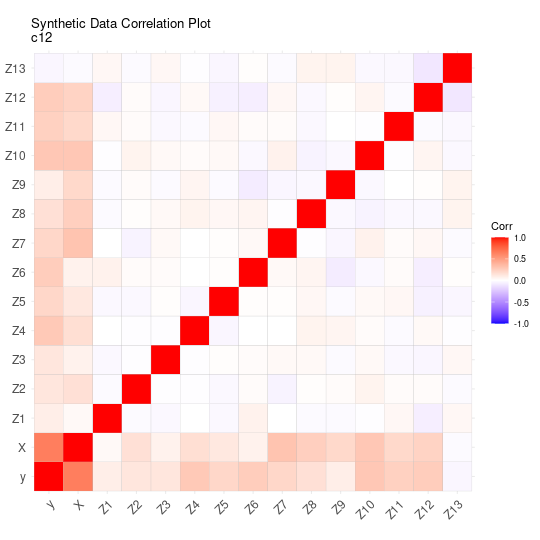 Synthetic Data Correlation Plot
c12
Z13
Z12
Z11
Z10
Z9
Z8
Z7
Z6
Z5
Z4
Z3
Z2
Z1
X
y
y X Z1 Z2 Z3 Z4 Z5 Z6 Z7 Z8 Z9 Z10 Z11 Z12 Z13
Corr
1.0
0.5
0.0
-0.5
-1.0